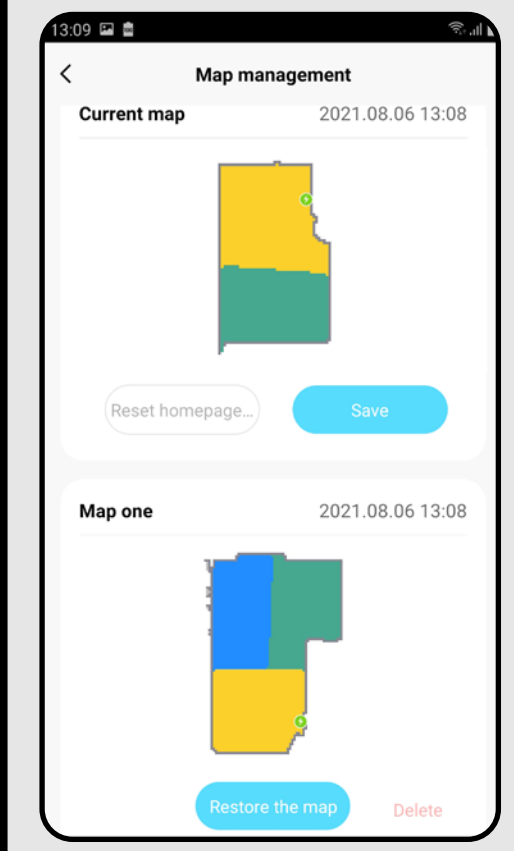 13:09
Map management
Current map 2021.08.06 13:08
Reset homepage... Save
Map one 2021.08.06 13:08
Restore the map Delete